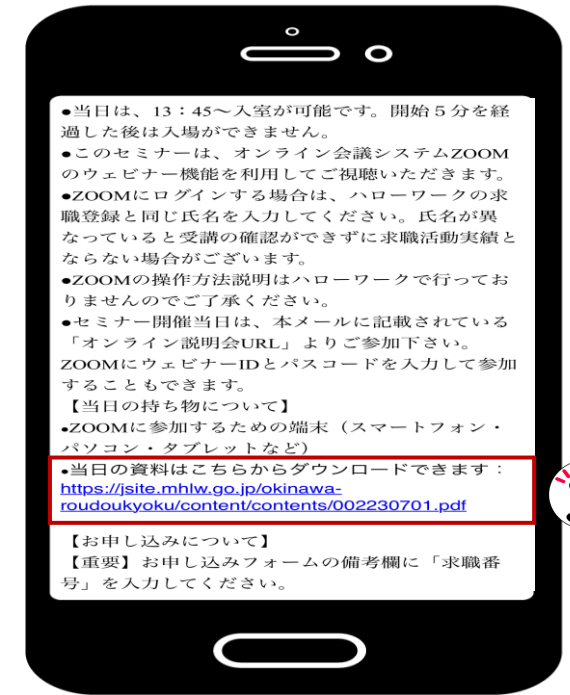 ●当日は、13：45～入室が可能です。開始５分を経
過した後は入場ができません。
●このセミナーは、オンライン会議システムZOOM
のウェビナー機能を利用してご視聴いただきます。
●ZOOMにログインする場合は、ハローワークの求
職登録と同じ氏名を入力してください。氏名が異
なっていると受講の確認ができずに求職活動実績と
ならない場合がございます。
●ZOOMの操作方法説明はハローワークで行ってお
りませんのでご了承ください。
●セミナー開催当日は、本メールに記載されている
「オンライン説明会URL」よりご参加下さい。
ZOOMにウェビナーIDとパスコードを入力して参加
することもできます。
【当日の持ち物について】
●ZOOMに参加するための端末（スマートフォン・
パソコン・タブレットなど）
●当日の資料はこちらからダウンロードできます：
https://jsite.mhlw.go.jp/okinawa-
roudoukyoku/content/contents/002230701.pdf
【お申し込みについて】
【重要】お申し込みフォームの備考欄に「求職番
号」を入力してください。